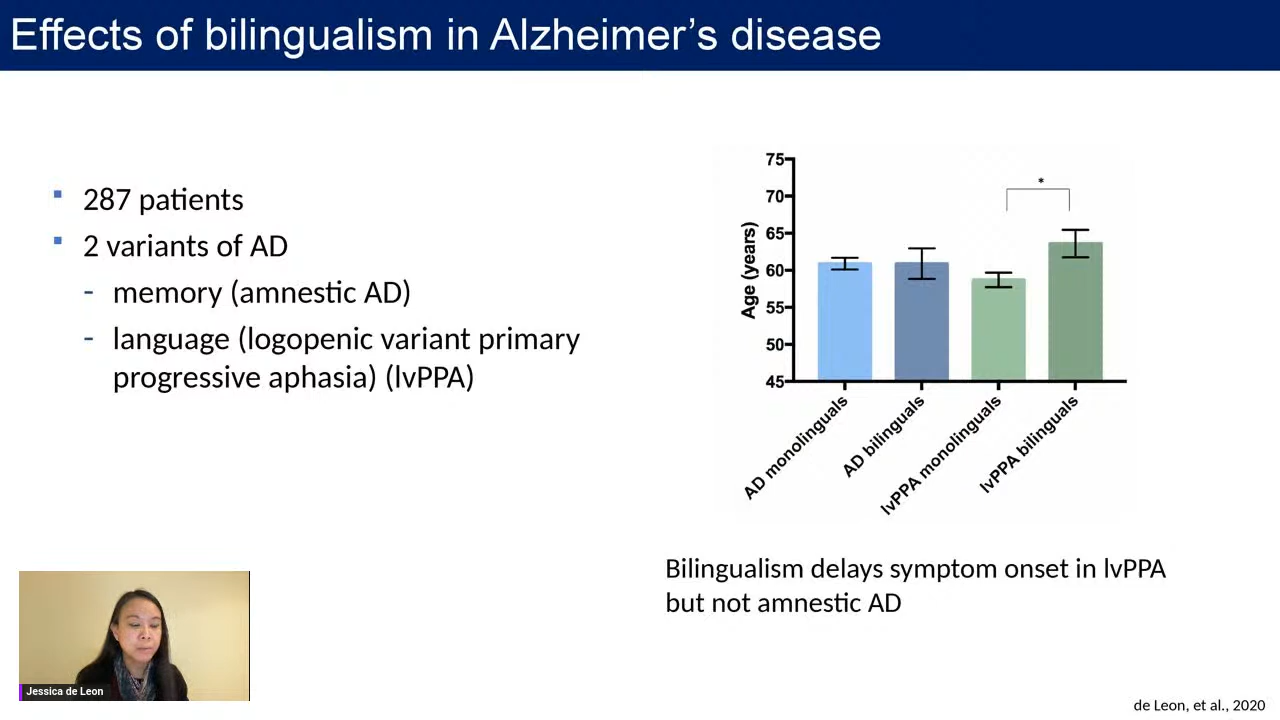 Effects of bilingualism in Alzheimer's disease
287 patients
2 variants of AD
- memory (amnestic AD)
- language (logopenic variant primary
progressive aphasia) (lvPPA)
Age (years)
75
70
65
60
55
50
45
*
AD monolinguals
AD bilinguals
lvPPA monolinguals
lvPPA bilinguals
Bilingualism delays symptom onset in lvPPA
but not amnestic AD
Jessica de Leon
de Leon, et al., 2020